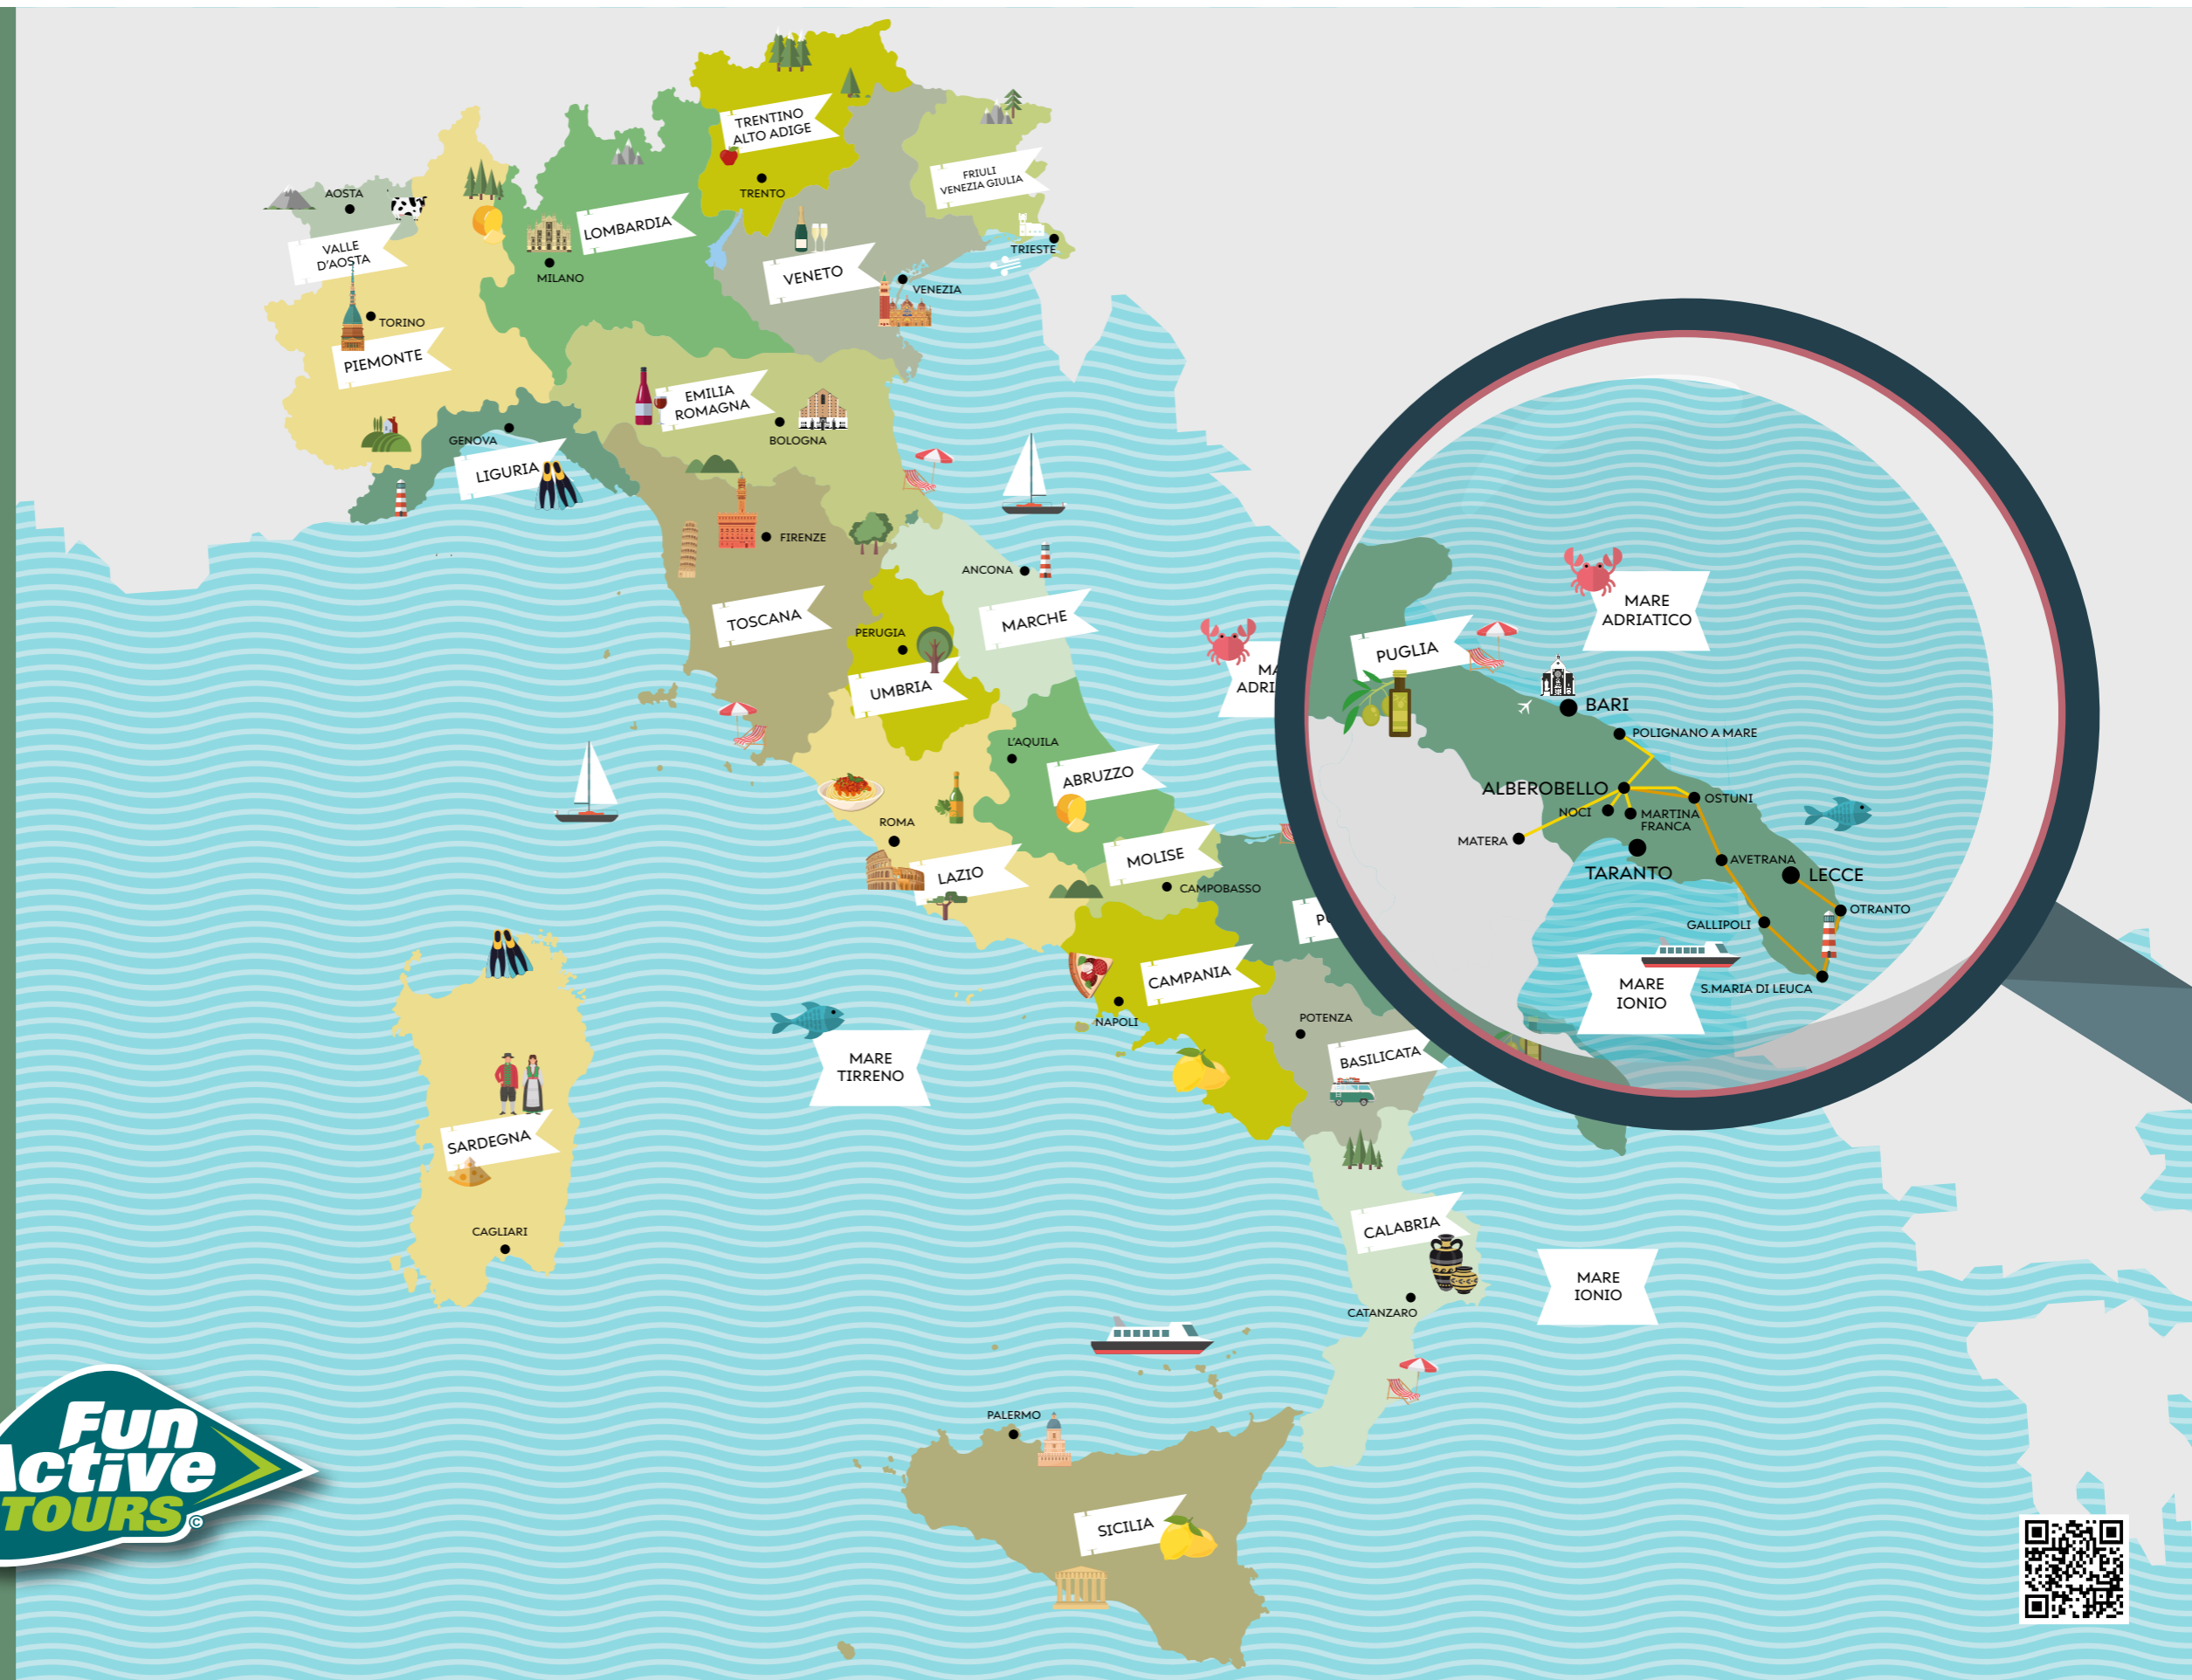 TRENTINO
ALTO ADIGE
TRENTO
FRIULI
VENEZIA GIULIA
TRIESTE
AOSTA
VALLE
D'AOSTA
LOMBARDIA
MILANO
VENETO
VENEZIA
TORINO
PIEMONTE
EMILIA
ROMAGNA
BOLOGNA
GENOVA
LIGURIA
FIRENZE
ANCONA
TOSCANA
MARCHE
PERUGIA
UMBRIA
MA
ADRI
L'AQUILA
ABRUZZO
ROMA
LAZIO
MOLISE
CAMPOBASSO
PU
CAMPANIA
NAPOLI
POTENZA
BASILICATA
MARE
TIRRENO
SARDEGNA
CAGLIARI
CALABRIA
CATANZARO
MARE
IONIO
PALERMO
SICILIA
MARE
ADRIATICO
PUGLIA
BARI
POLIGNANO A MARE
ALBEROBELLO
OSTUNI
NOCI
MARTINA
FRANCA
MATERA
TARANTO
AVETRANA
LECCE
OTRANTO
GALLIPOLI
S.MARIA DI LEUCA
MARE
IONIO
Fun
Active
TOURS©